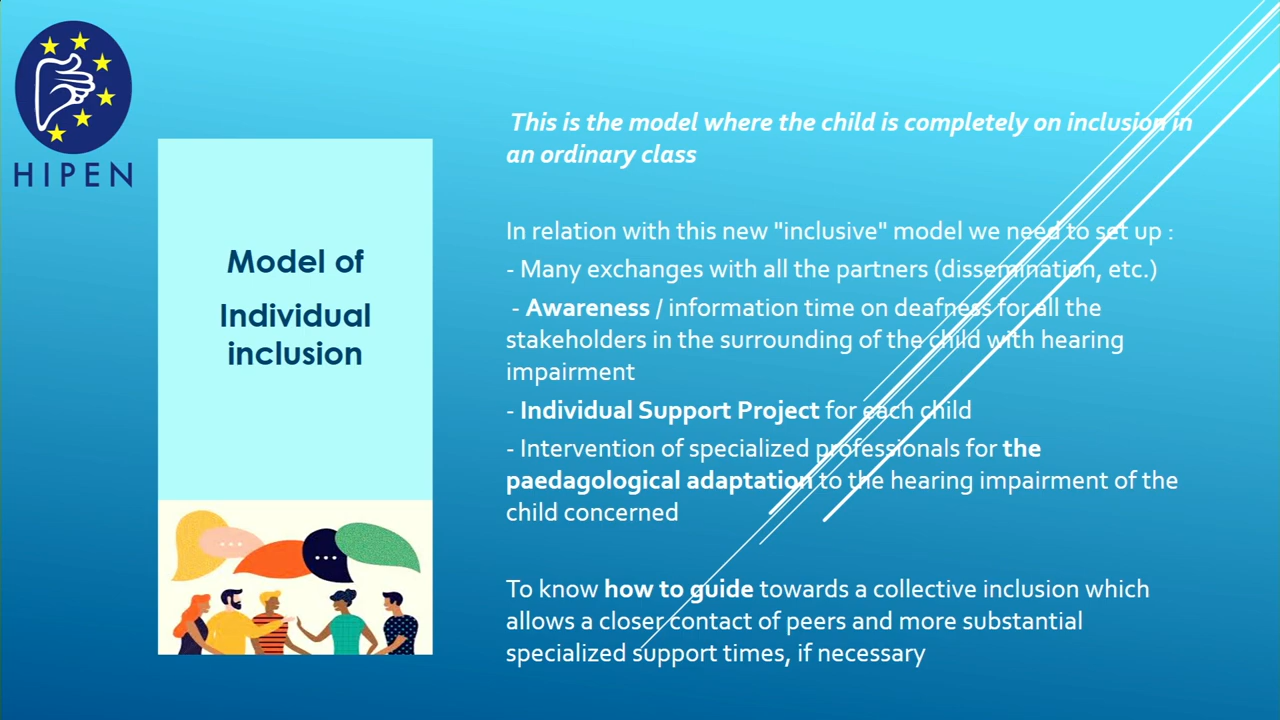 HIPEN
Model of
Individual
inclusion
This is the model where the child is completely on inclusion in
an ordinary class
In relation with this new "inclusive" model we need to set up :
- Many exchanges with all the partners (dissemination, etc.)
- Awareness / information time on deafness for all the
stakeholders in the surrounding of the child with hearing
impairment
- Individual Support Project for each child
- Intervention of specialized professionals for the
paedagological adaptation to the hearing impairment of the
child concerned
To know how to guide towards a collective inclusion which
allows a closer contact of peers and more substantial
specialized support times, if necessary